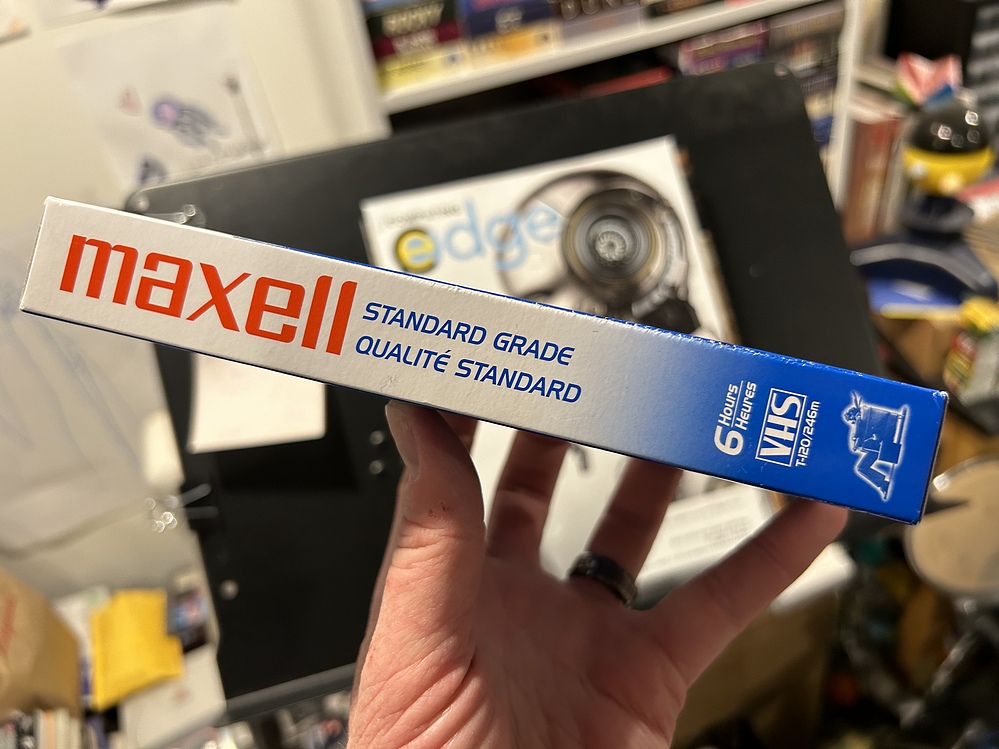 maxell
STANDARD GRADE
QUALITÉ STANDARD
6 Hours
Heures
VHS
T-120/246m
edge